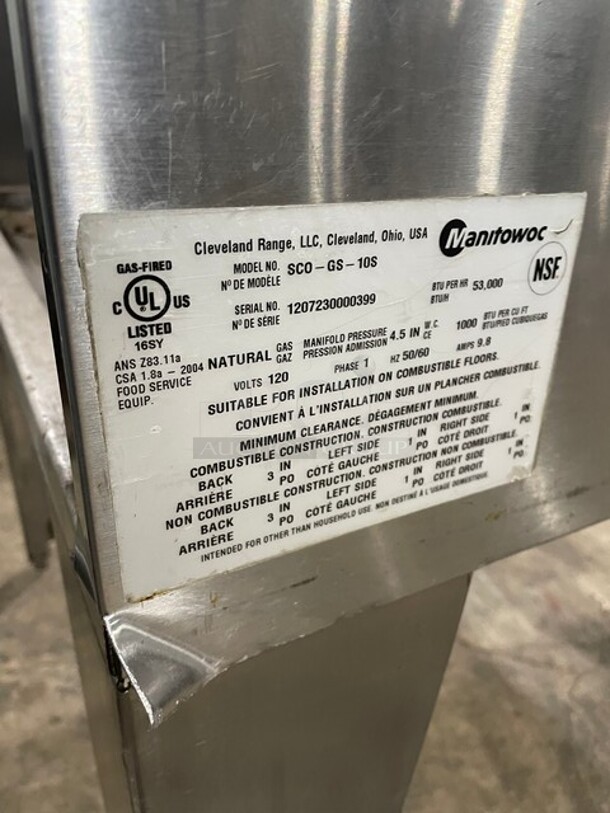 Cleveland Range, LLC, Cleveland, Ohio, USA Manitowoc
GAS-FIRED
C UL US
LISTED
16SY
MODEL NO. SCO-GS-10S
Nº DE MODÈLE
NSF
SERIAL NO. 1207230000399
Nº DE SÉRIE
BTU PER HR 53,000
BTU/H
ANS Z83.11a
CSA 1.8a - 2004
FOOD SERVICE
EQUIP.
NATURAL GAS
GAZ
MANIFOLD PRESSURE 4.5 IN W.C.
PRESSION ADMISSION CE
1000 BTU PER CU FT
BTU/PIED CUBIQUEGAS
VOLTS 120 PHASE 1 HZ 50/60 AMPS 9.8
SUITABLE FOR INSTALLATION ON COMBUSTIBLE FLOORS.
CONVIENT À L'INSTALLATION SUR UN PLANCHER COMBUSTIBLE.
MINIMUM CLEARANCE. DÉGAGEMENT MINIMUM.
COMBUSTIBLE CONSTRUCTION. CONSTRUCTION COMBUSTIBLE.
BACK 3 IN LEFT SIDE 1 IN RIGHT SIDE 1 IN
ARRIÈRE PO CÔTÉ GAUCHE PO CÔTÉ DROIT PO.
NON COMBUSTIBLE CONSTRUCTION. CONSTRUCTION NON COMBUSTIBLE.
BACK 3 IN LEFT SIDE 1 IN RIGHT SIDE 1 IN
ARRIÈRE PO CÔTÉ GAUCHE PO CÔTÉ DROIT PO.
INTENDED FOR OTHER THAN HOUSEHOLD USE. NON DESTINÉ À L'USAGE DOMESTIQUE.